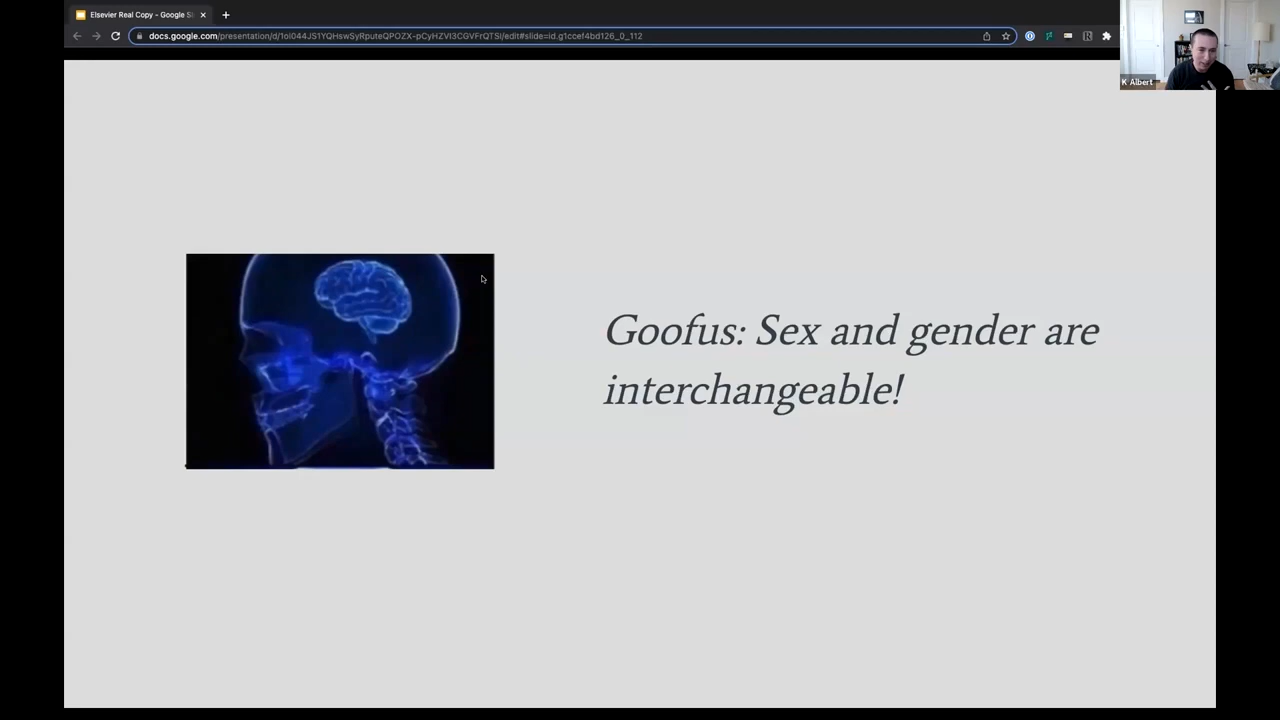 Elsevier Real Copy - Google Sl
docs.google.com/presentation/d/1oi044JS1YQHswSyRputeQPOZX-pCyHZVl3CGVFrQTSI/edit#slide=id.g1ccef4bd126_0_112
K Albert
Goofus: Sex and gender are
interchangeable!